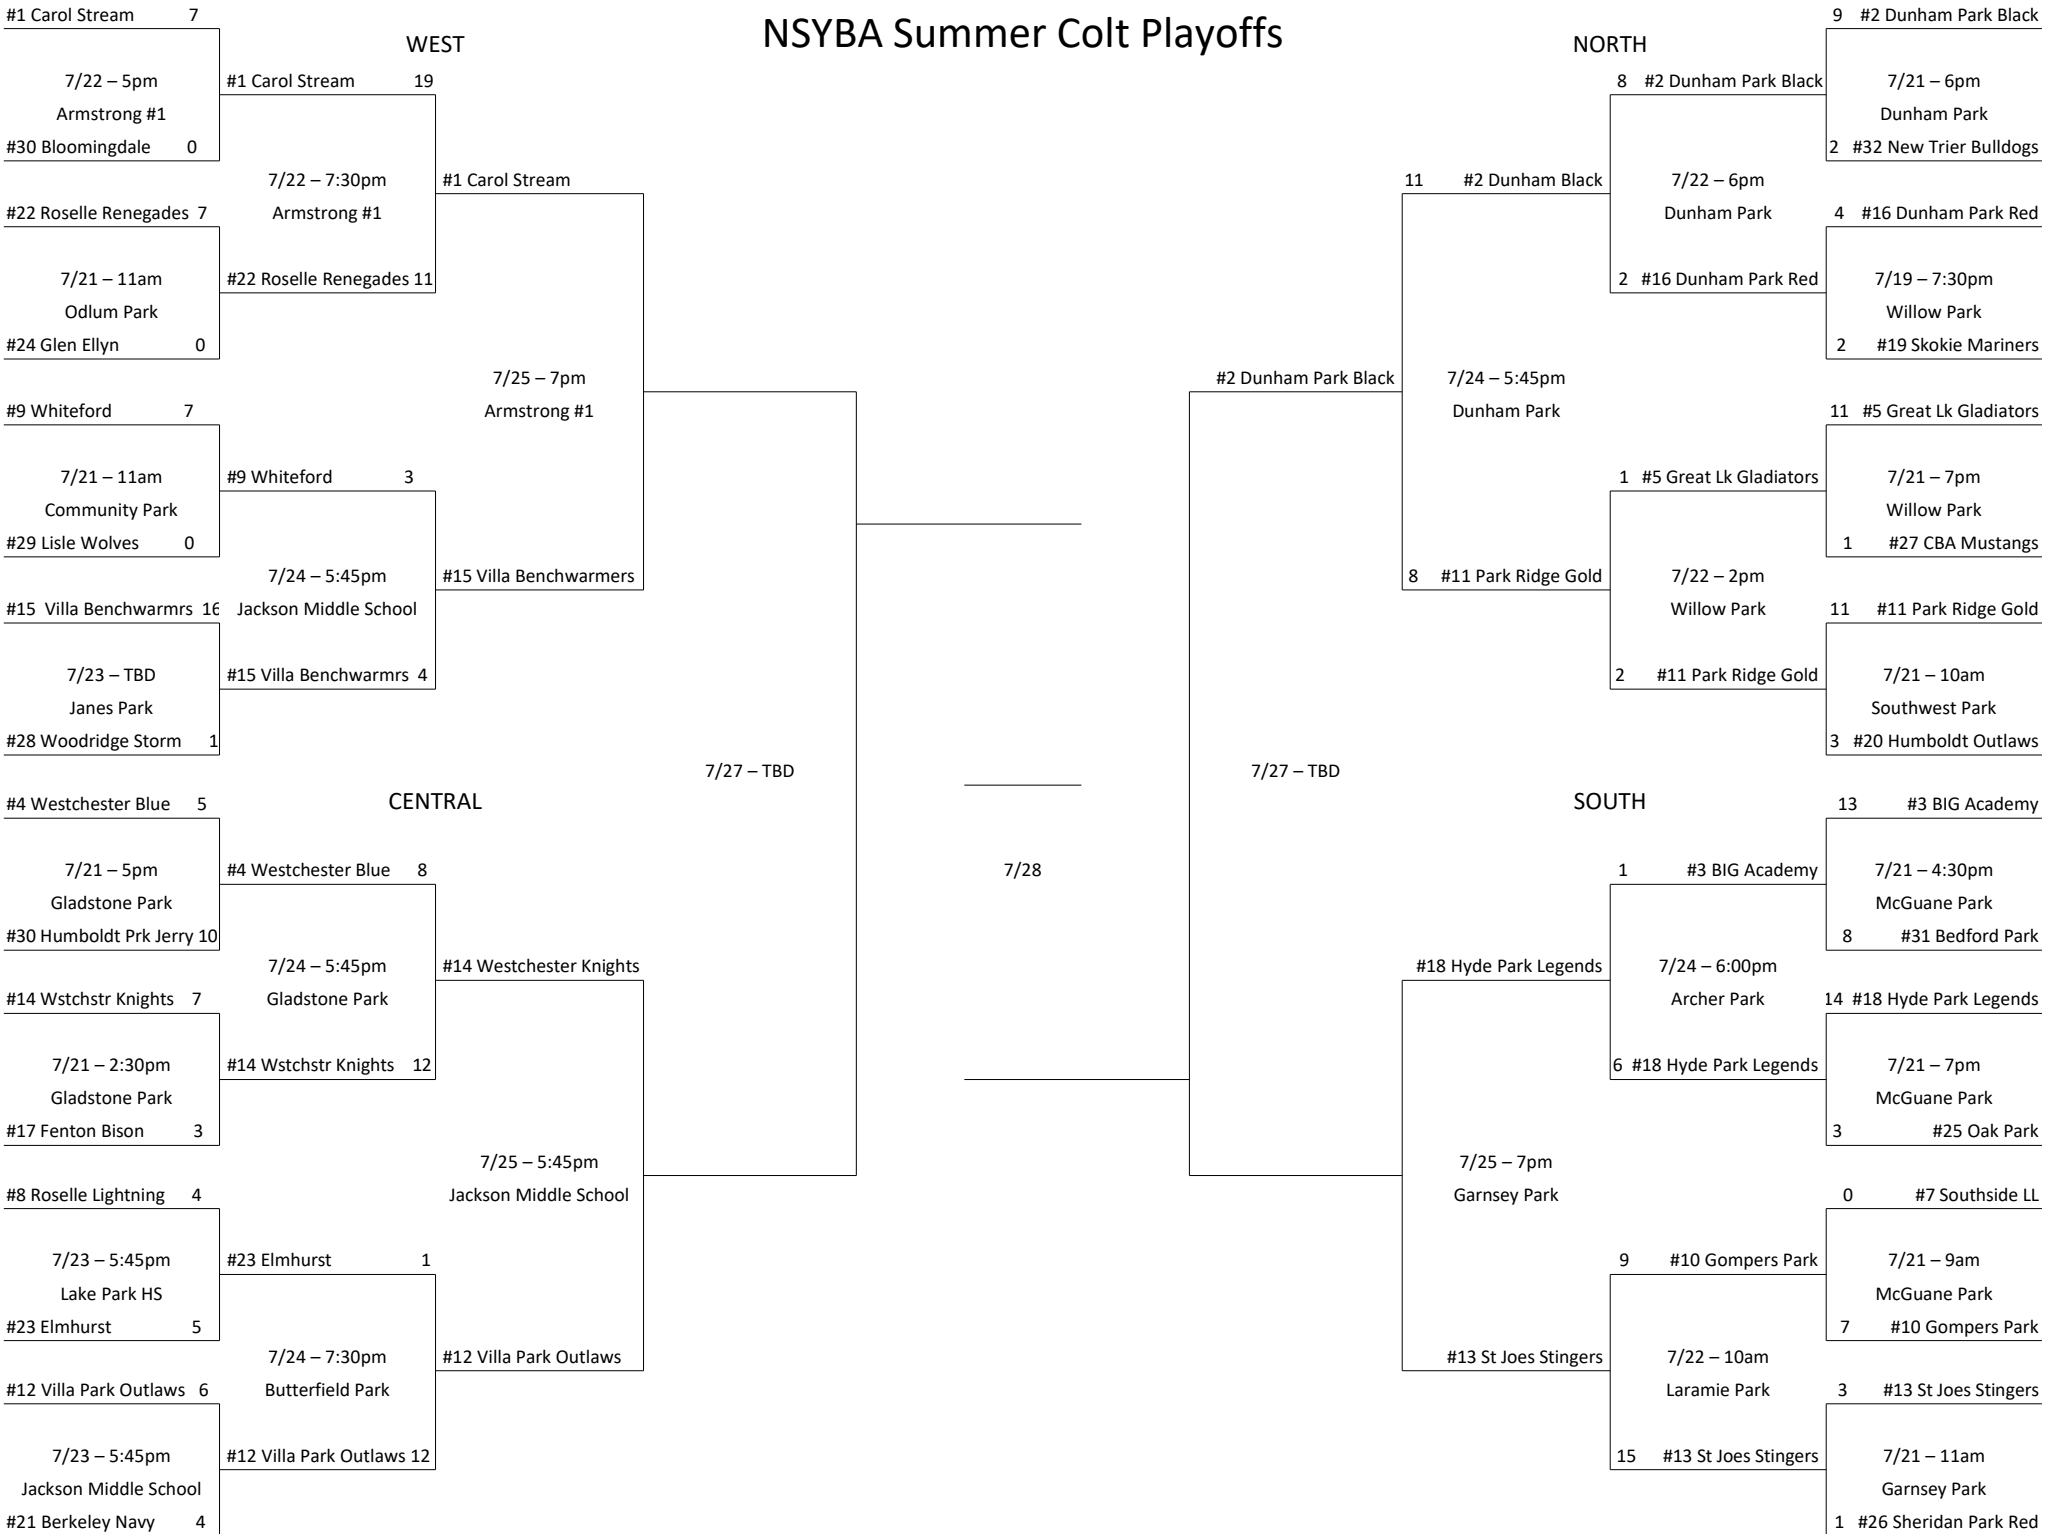 NSYBA Summer Colt Playoffs
WEST
#1 Carol Stream 7
7/22 – 5pm
Armstrong #1
#30 Bloomingdale 0
#22 Roselle Renegades 7
7/21 – 11am
Odlum Park
#24 Glen Ellyn 0
#9 Whiteford 7
7/21 – 11am
Community Park
#29 Lisle Wolves 0
#15 Villa Benchwarmrs 16
7/23 – TBD
Janes Park
#28 Woodridge Storm 1
#1 Carol Stream 19
7/22 – 7:30pm
Armstrong #1
#22 Roselle Renegades 11
#9 Whiteford 3
7/24 – 5:45pm
Jackson Middle School
#15 Villa Benchwarmrs 4
#1 Carol Stream
7/25 – 7pm
Armstrong #1
#15 Villa Benchwarmers
CENTRAL
#4 Westchester Blue 5
7/21 – 5pm
Gladstone Park
#30 Humboldt Prk Jerry 10
#14 Wstchstr Knights 7
7/21 – 2:30pm
Gladstone Park
#17 Fenton Bison 3
#8 Roselle Lightning 4
7/23 – 5:45pm
Lake Park HS
#23 Elmhurst 5
#12 Villa Park Outlaws 6
7/23 – 5:45pm
Jackson Middle School
#21 Berkeley Navy 4
#4 Westchester Blue 8
7/24 – 5:45pm
Gladstone Park
#14 Wstchstr Knights 12
#23 Elmhurst 1
7/24 – 7:30pm
Butterfield Park
#12 Villa Park Outlaws 12
#14 Westchester Knights
7/25 – 5:45pm
Jackson Middle School
#12 Villa Park Outlaws
7/27 – TBD
7/28
7/27 – TBD
NORTH
9 #2 Dunham Park Black
7/21 – 6pm
Dunham Park
2 #32 New Trier Bulldogs
4 #16 Dunham Park Red
7/19 – 7:30pm
Willow Park
2 #19 Skokie Mariners
11 #5 Great Lk Gladiators
7/21 – 7pm
Willow Park
1 #27 CBA Mustangs
11 #11 Park Ridge Gold
7/21 – 10am
Southwest Park
3 #20 Humboldt Outlaws
8 #2 Dunham Park Black
7/22 – 6pm
Dunham Park
2 #16 Dunham Park Red
1 #5 Great Lk Gladiators
7/22 – 2pm
Willow Park
2 #11 Park Ridge Gold
11 #2 Dunham Black
7/24 – 5:45pm
Dunham Park
8 #11 Park Ridge Gold
#2 Dunham Park Black
SOUTH
13 #3 BIG Academy
7/21 – 4:30pm
McGuane Park
8 #31 Bedford Park
14 #18 Hyde Park Legends
7/21 – 7pm
McGuane Park
3 #25 Oak Park
0 #7 Southside LL
7/21 – 9am
McGuane Park
7 #10 Gompers Park
3 #13 St Joes Stingers
7/21 – 11am
Garnsey Park
1 #26 Sheridan Park Red
1 #3 BIG Academy
7/24 – 6:00pm
Archer Park
6 #18 Hyde Park Legends
9 #10 Gompers Park
7/22 – 10am
Laramie Park
15 #13 St Joes Stingers
#18 Hyde Park Legends
7/25 – 7pm
Garnsey Park
#13 St Joes Stingers